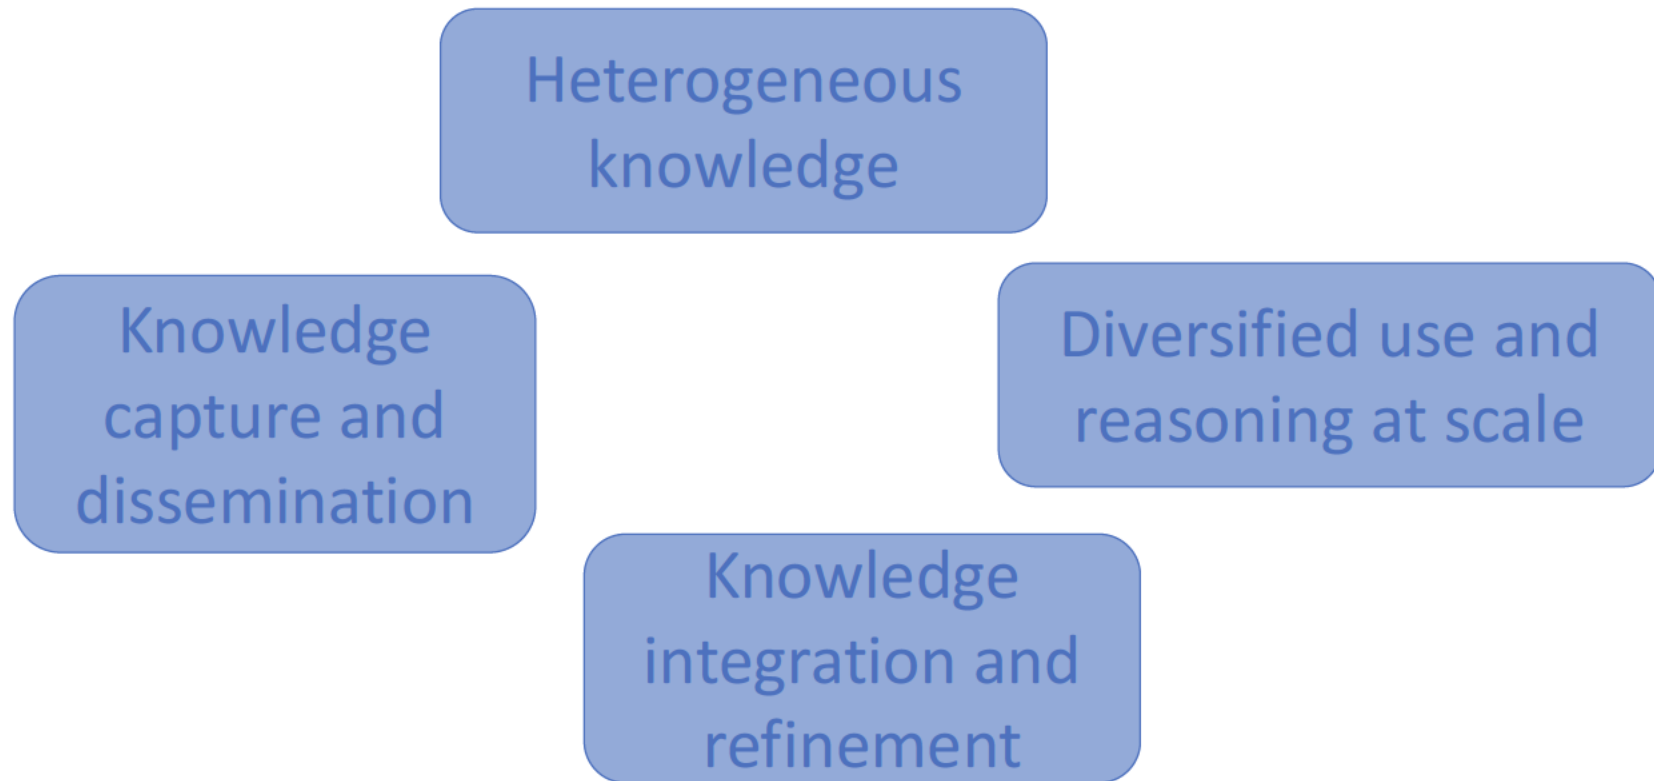 Heterogeneous
knowledge
Knowledge
capture and
dissemination
Diversified use and
reasoning at scale
Knowledge
integration and
refinement